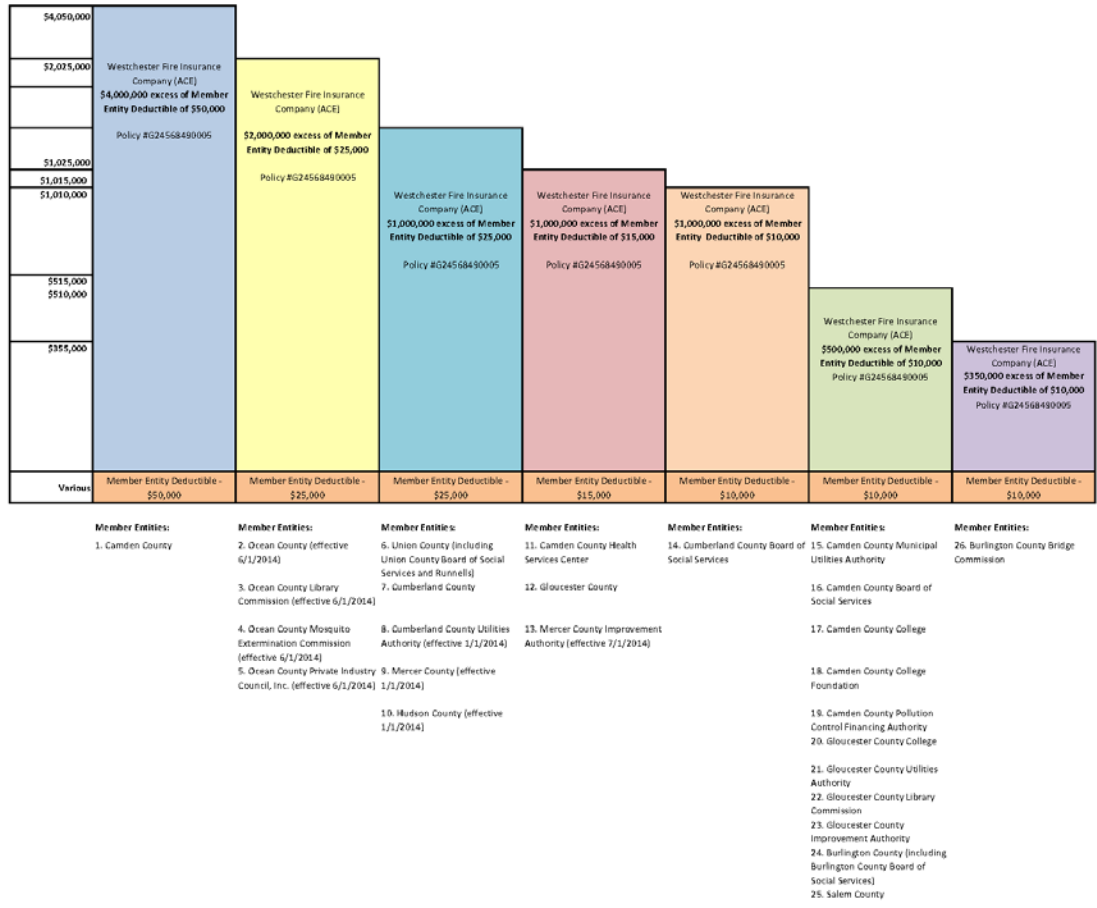 $4,050,000
$2,025,000
$1,025,000
$1,015,000
$1,010,000
$515,000
$510,000
$355,000
Various
Westchester Fire Insurance
Company (ACE)
$4,000,000 excess of Member
Entity Deductible of $50,000
Policy #G24568490005
Westchester Fire Insurance
Company (ACE)
$2,000,000 excess of Member
Entity Deductible of $25,000
Policy #G24568490005
Westchester Fire Insurance
Company (ACE)
$1,000,000 excess of Member
Entity Deductible of $25,000
Policy #G24568490005
Westchester Fire Insurance
Company (ACE)
$1,000,000 excess of Member
Entity Deductible of $15,000
Policy #G24568490005
Westchester Fire Insurance
Company (ACE)
$1,000,000 excess of Member
Entity Deductible of $10,000
Policy #G24568490005
Westchester Fire Insurance
Company (ACE)
$500,000 excess of Member
Entity Deductible of $10,000
Policy #G24568490005
Westchester Fire Insurance
Company (ACE)
$350,000 excess of Member
Entity Deductible of $10,000
Policy #G24568490005
Member Entity Deductible -
$50,000
Member Entity Deductible -
$25,000
Member Entity Deductible -
$25,000
Member Entity Deductible -
$15,000
Member Entity Deductible -
$10,000
Member Entity Deductible -
$10,000
Member Entity Deductible -
$10,000
Member Entities:
1. Camden County
Member Entities:
2. Ocean County (effective
6/1/2014)
3. Ocean County Library
Commission (effective 6/1/2014)
4. Ocean County Mosquito
Extermination Commission
(effective 6/1/2014)
5. Ocean County Private Industry
Council, Inc. (effective 6/1/2014)
Member Entities:
6. Union County (including
Union County Board of Social
Services and Runnells)
7. Cumberland County
8. Cumberland County Utilities
Authority (effective 1/1/2014)
9. Mercer County (effective
1/1/2014)
10. Hudson County (effective
1/1/2014)
Member Entities:
11. Camden County Health
Services Center
12. Gloucester County
13. Mercer County Improvement
Authority (effective 7/1/2014)
Member Entities:
14. Cumberland County Board of
Social Services
Member Entities:
15. Camden County Municipal
Utilities Authority
16. Camden County Board of
Social Services
17. Camden County College
18. Camden County College
Foundation
19. Camden County Pollution
Control Financing Authority
20. Gloucester County College
21. Gloucester County Utilities
Authority
22. Gloucester County Library
Commission
23. Gloucester County
Improvement Authority
24. Burlington County (including
Burlington County Board of
Social Services)
25. Salem County
Member Entities:
26. Burlington County Bridge
Commission